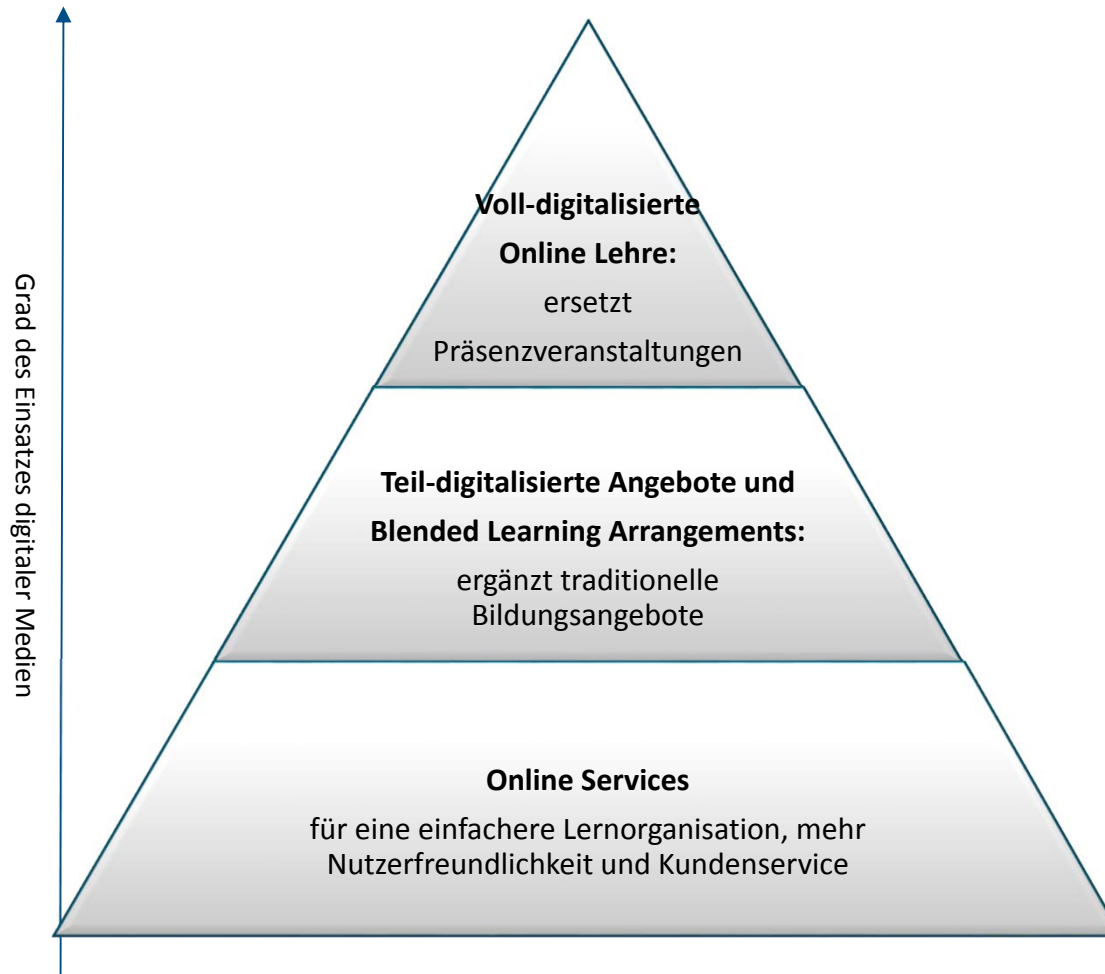 Grad des Einsatzes digitaler Medien
Voll-digitalisierte
Online Lehre:
ersetzt
Präsenzveranstaltungen
Teil-digitalisierte Angebote und
Blended Learning Arrangements:
ergänzt traditionelle
Bildungsangebote
Online Services
für eine einfachere Lernorganisation, mehr
Nutzerfreundlichkeit und Kundenservice